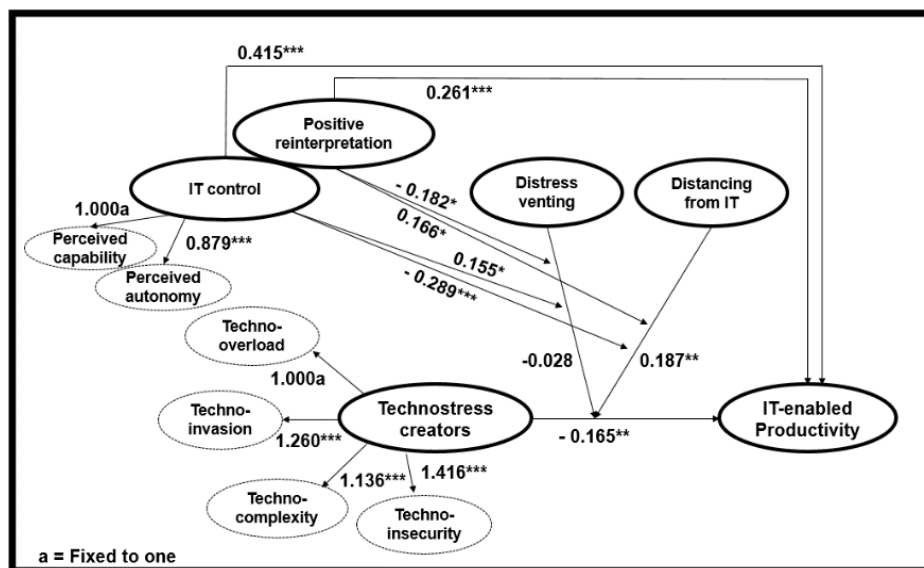 0.415***
0.261***
Positive
reinterpretation
IT control
Distress
venting
Distancing
from IT
- 0.182*
0.166*
0.155*
- 0.289***
1.000a
0.879***
Perceived
capability
Perceived
autonomy
Techno-
overload
-0.028
0.187**
1.000a
Techno-
invasion
Technostress
creators
IT-enabled
Productivity
1.260***
- 0.165**
1.136***
1.416***
Techno-
complexity
Techno-
insecurity
a = Fixed to one